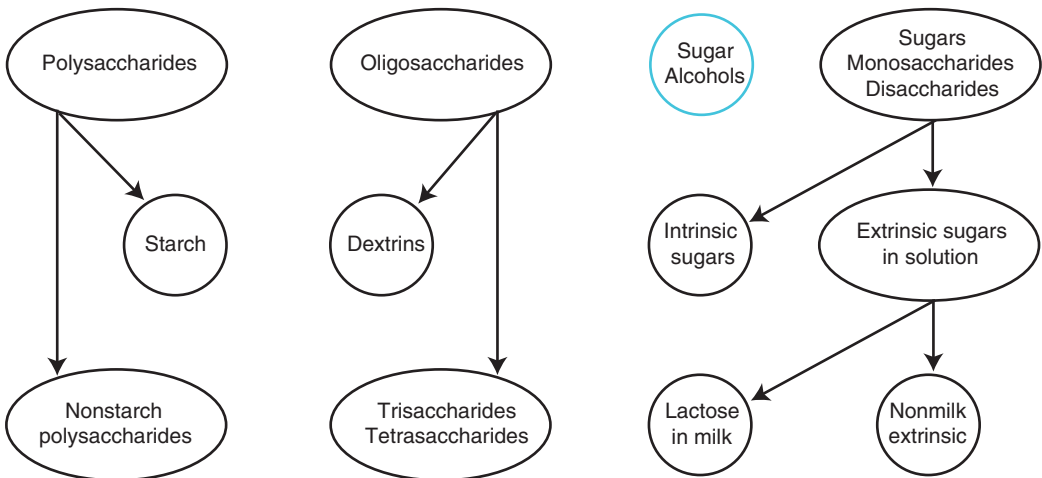 Polysaccharides
Oligosaccharides
Sugar
Alcohols
Sugars
Monosaccharides
Disaccharides
Starch
Dextrins
Intrinsic
sugars
Extrinsic sugars
in solution
Nonstarch
polysaccharides
Trisaccharides
Tetrasaccharides
Lactose
in milk
Nonmilk
extrinsic